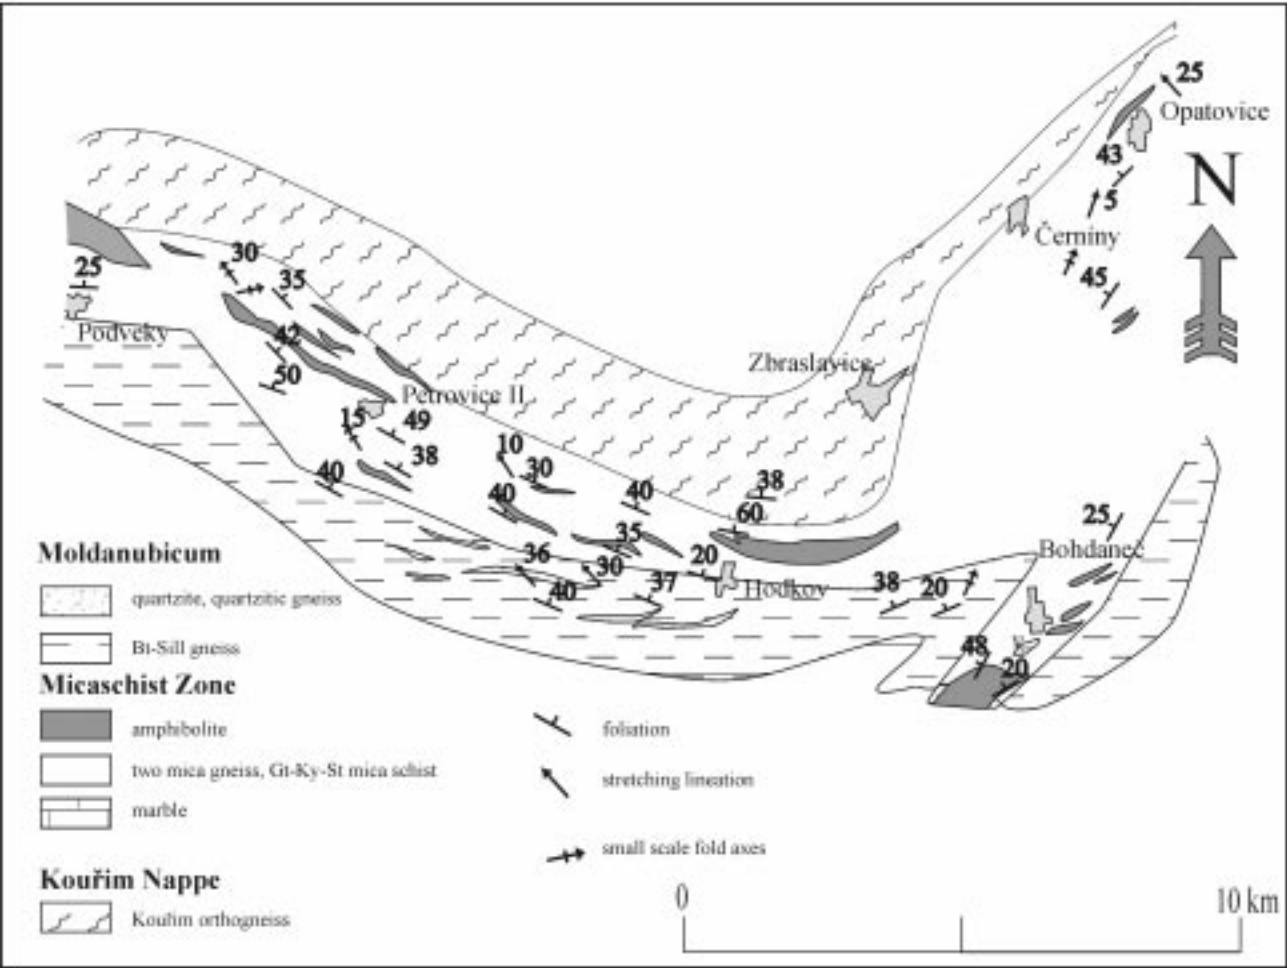 25
Opatovice
43
N
5
Černiny
30
25
35
45
Podveky
42
Zbraslavice
50
Petrovice II
15
49
10
38
30
40
40
38
40
60
25
35
36
20
Bohdaneč
Moldanubicum
30
37
Hodkov
38
20
40
quartzite, quartzitic gneiss
Bt-Sill gneiss
48
20
Micaschist Zone
amphibolite
foliation
two mica gneiss, Gt-Ky-St mica schist
stretching lineation
marble
small scale fold axes
Kouřim Nappe
Kouřim orthogneiss
0
10 km